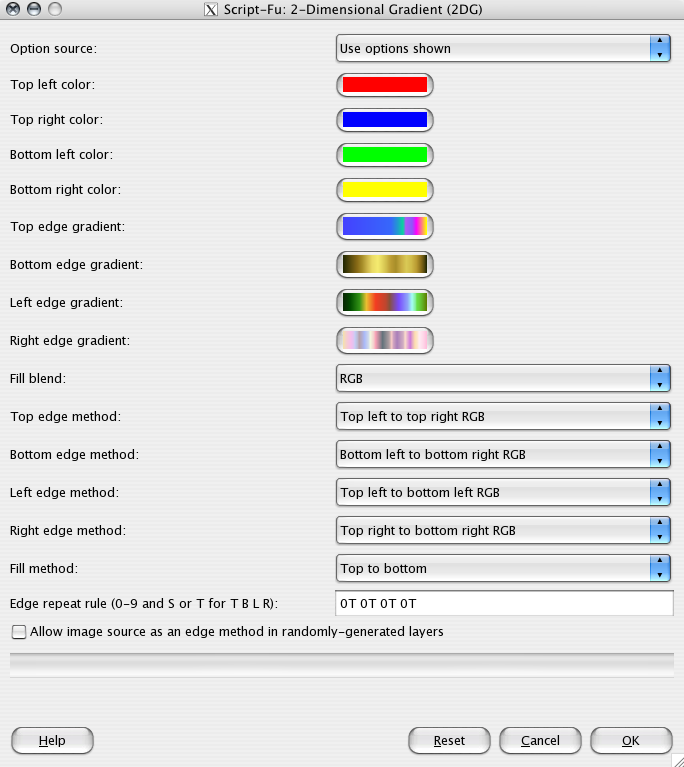 Script-Fu: 2-Dimensional Gradient (2DG)
Option source: Use options shown
Top left color:
Top right color:
Bottom left color:
Bottom right color:
Top edge gradient:
Bottom edge gradient:
Left edge gradient:
Right edge gradient:
Fill blend: RGB
Top edge method: Top left to top right RGB
Bottom edge method: Bottom left to bottom right RGB
Left edge method: Top left to bottom left RGB
Right edge method: Top right to bottom right RGB
Fill method: Top to bottom
Edge repeat rule (0-9 and S or T for T B L R): 0T 0T 0T 0T
Allow image source as an edge method in randomly-generated layers
Help Reset Cancel OK